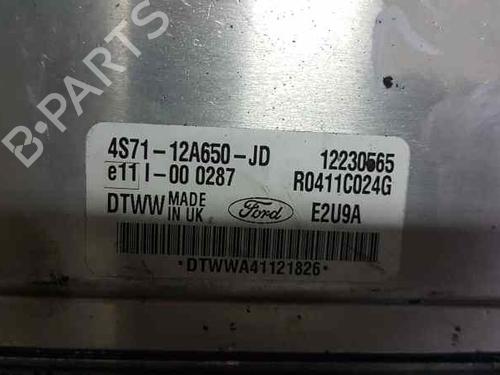 B-PARTS
4S71-12A650-JD 12230565
e11 I-00 0287 R0411C024G
DTWW MADE IN UK Ford E2U9A
*DTWWA41121826*